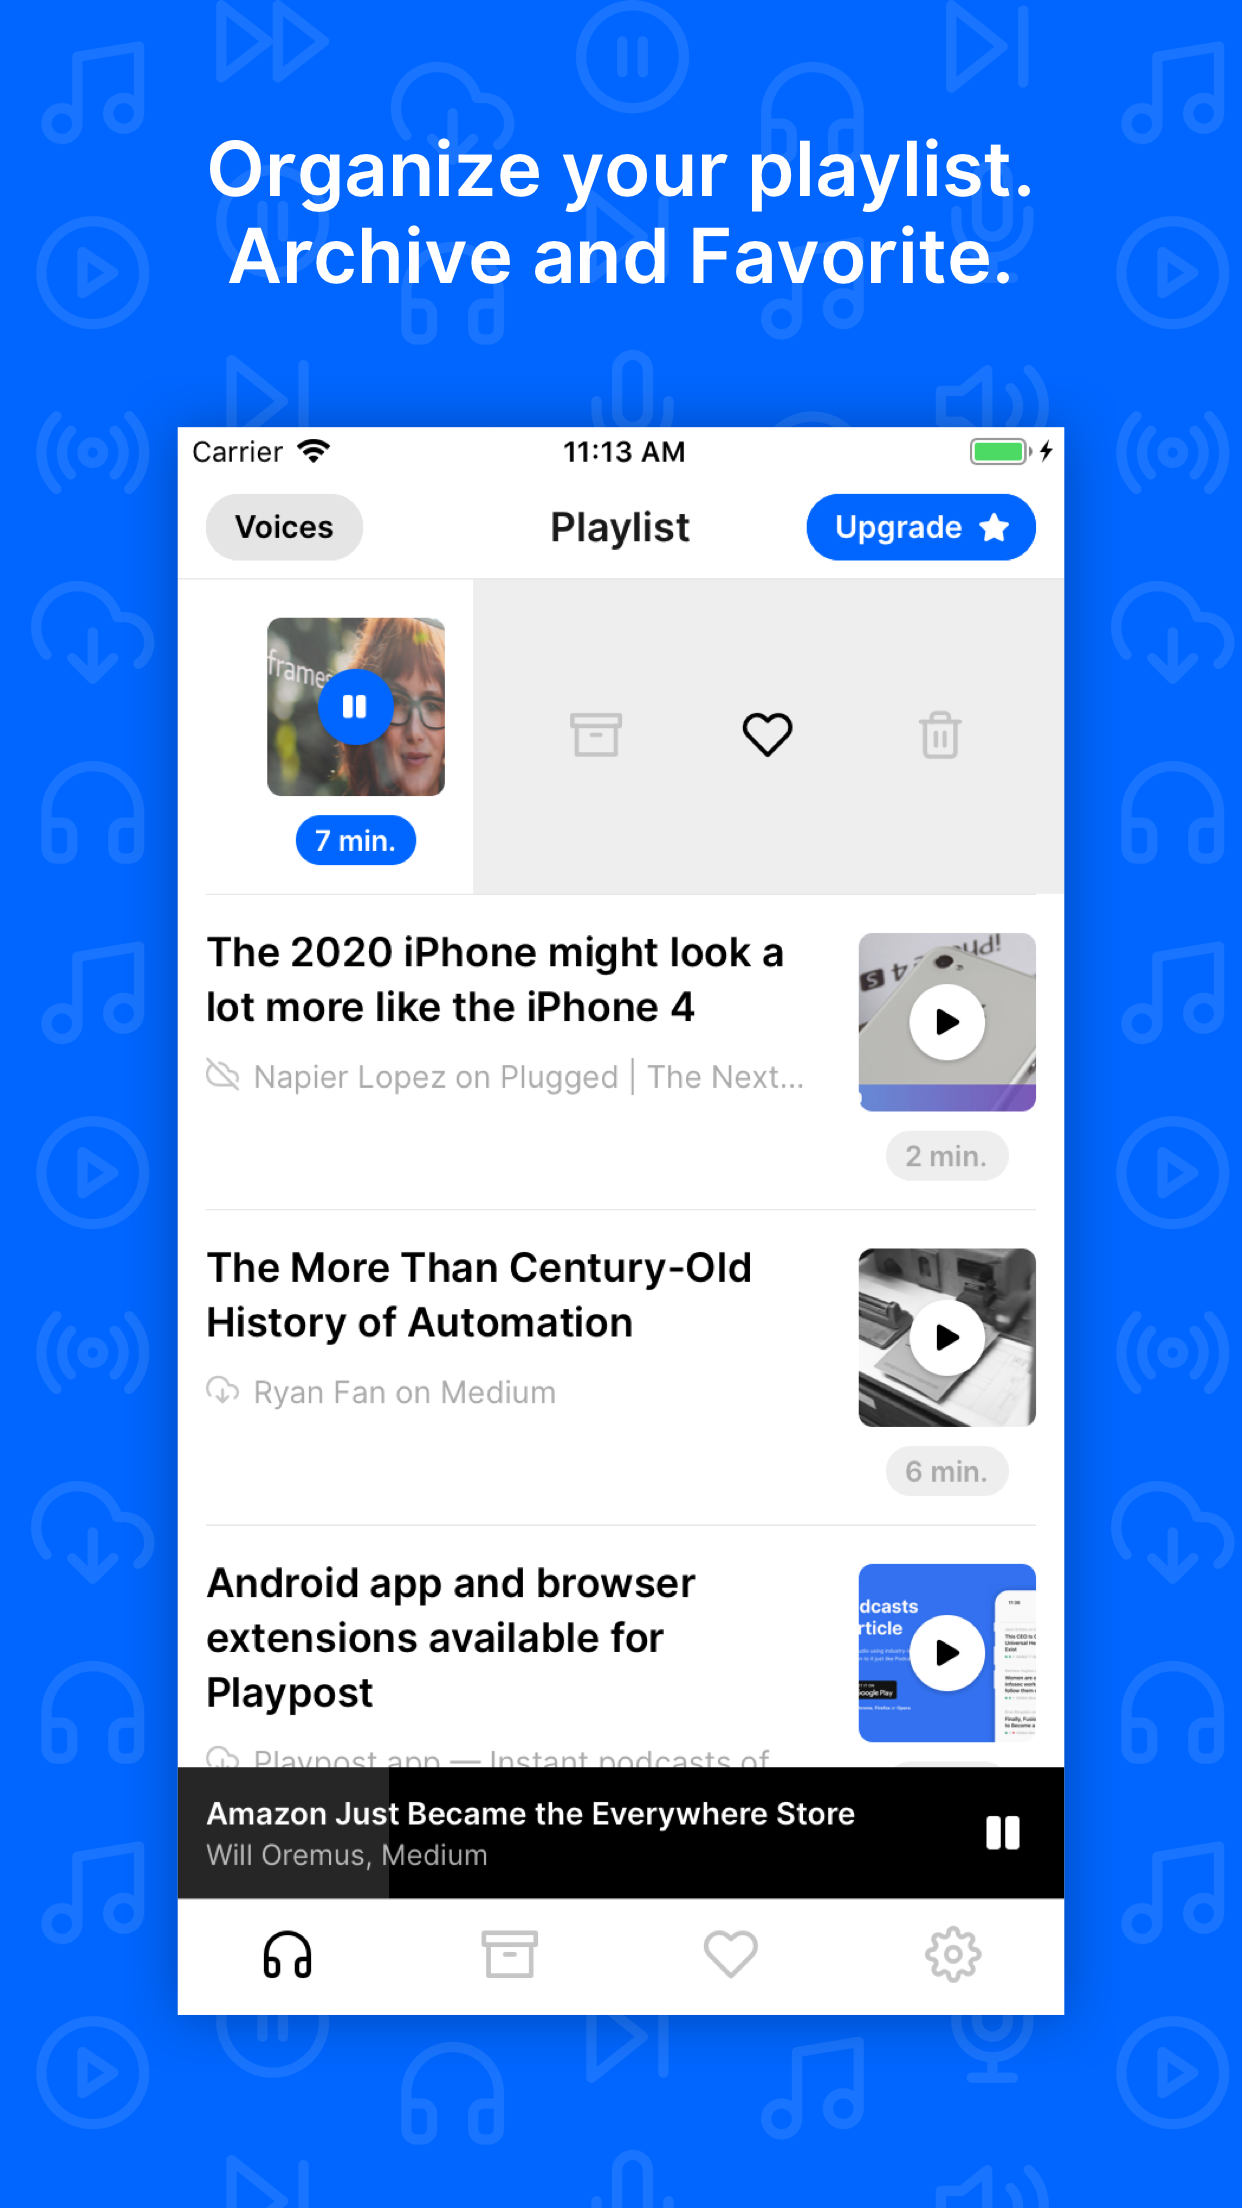 Organize your playlist.
Archive and Favorite.
Carrier
11:13 AM
Voices
Playlist
Upgrade
frames
7 min.
The 2020 iPhone might look a
lot more like the iPhone 4
Napier Lopez on Plugged | The Next...
2 min.
The More Than Century-Old
History of Automation
Ryan Fan on Medium
6 min.
Android app and browser
extensions available for
Playpost
dcasts
rticle
Google Play
Playpost app — Instant podcasts of
Amazon Just Became the Everywhere Store
Will Oremus, Medium